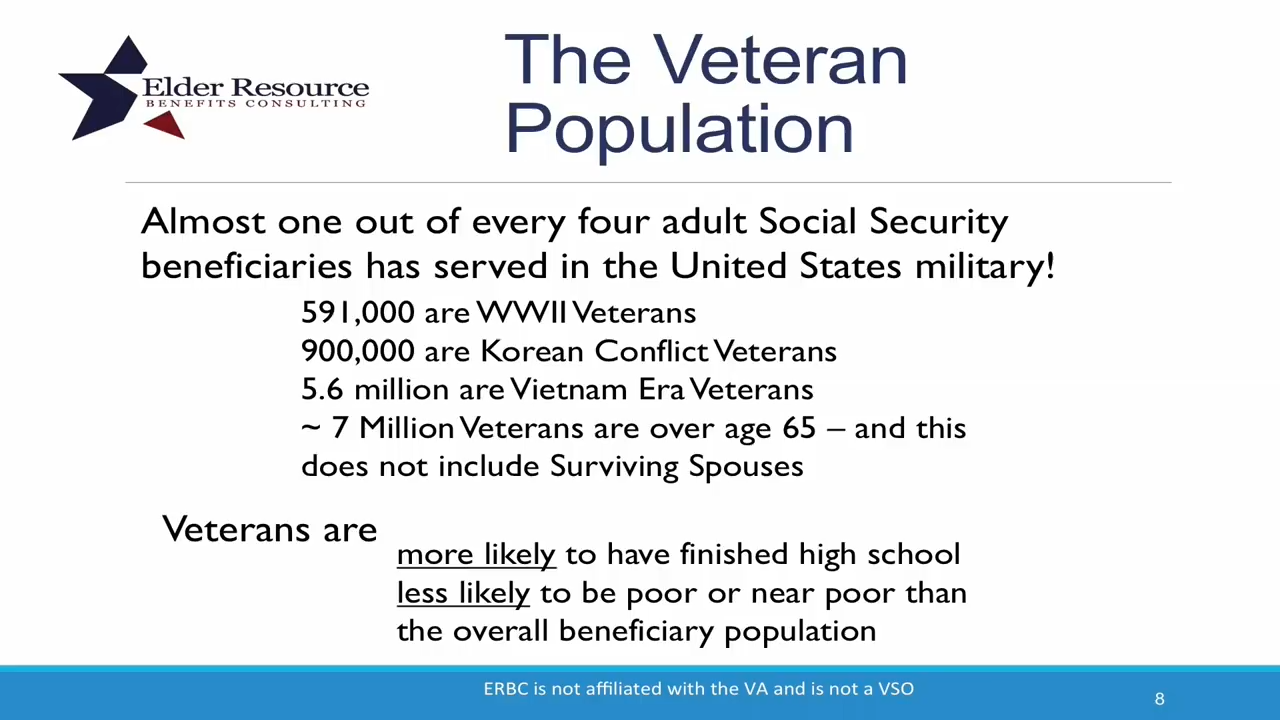 Elder Resource
BENEFITS CONSULTING
The Veteran
Population
Almost one out of every four adult Social Security
beneficiaries has served in the United States military!
591,000 are WWII Veterans
900,000 are Korean Conflict Veterans
5.6 million are Vietnam Era Veterans
~ 7 Million Veterans are over age 65 – and this
does not include Surviving Spouses
Veterans are
more likely to have finished high school
less likely to be poor or near poor than
the overall beneficiary population
ERBC is not affiliated with the VA and is not a VSO
8